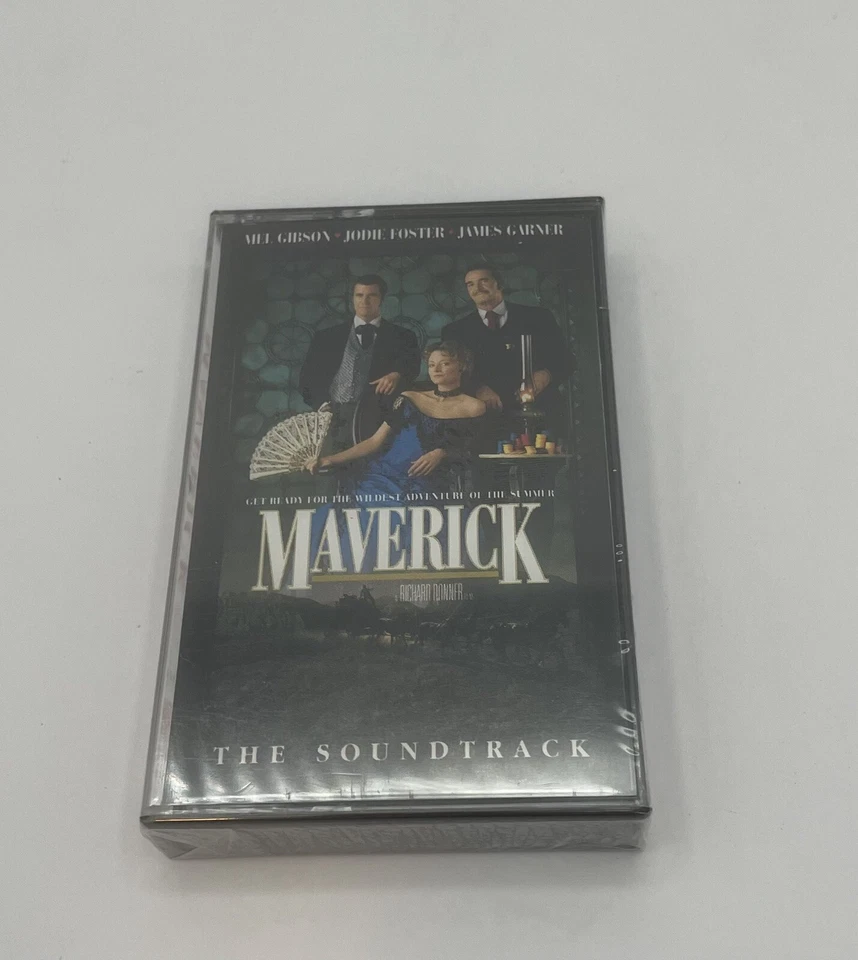 MEL GIBSON • JODIE FOSTER • JAMES GARNER
GET READY FOR THE WILDEST ADVENTURE OF THE SUMMER
MAVERICK
RICHARD DONNER
THE SOUNDTRACK